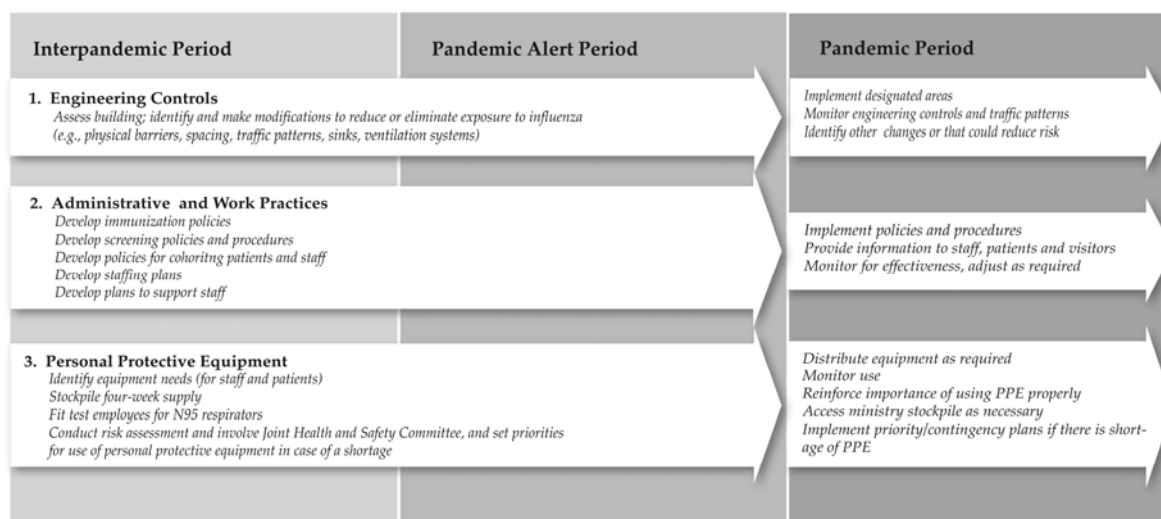 Interpandemic Period
Pandemic Alert Period
Pandemic Period
1. Engineering Controls
Assess building; identify and make modifications to reduce or eliminate exposure to influenza
(e.g., physical barriers, spacing, traffic patterns, sinks, ventilation systems)
Implement designated areas
Monitor engineering controls and traffic patterns
Identify other changes or that could reduce risk
2. Administrative and Work Practices
Develop immunization policies
Develop screening policies and procedures
Develop policies for cohoritng patients and staff
Develop staffing plans
Develop plans to support staff
Implement policies and procedures
Provide information to staff, patients and visitors
Monitor for effectiveness, adjust as required
3. Personal Protective Equipment
Identify equipment needs (for staff and patients)
Stockpile four-week supply
Fit test employees for N95 respirators
Conduct risk assessment and involve Joint Health and Safety Committee, and set priorities
for use of personal protective equipment in case of a shortage
Distribute equipment as required
Monitor use
Reinforce importance of using PPE properly
Access ministry stockpile as necessary
Implement priority/contingency plans if there is short-
age of PPE